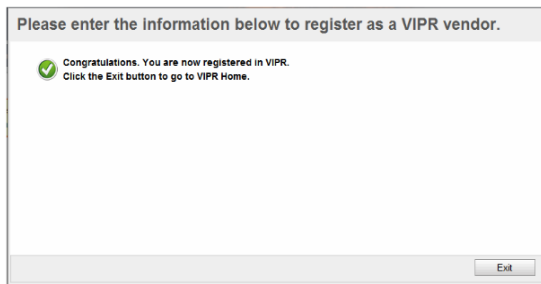 Please enter the information below to register as a VIPR vendor.
Congratulations. You are now registered in VIPR.
Click the Exit button to go to VIPR Home.
Exit